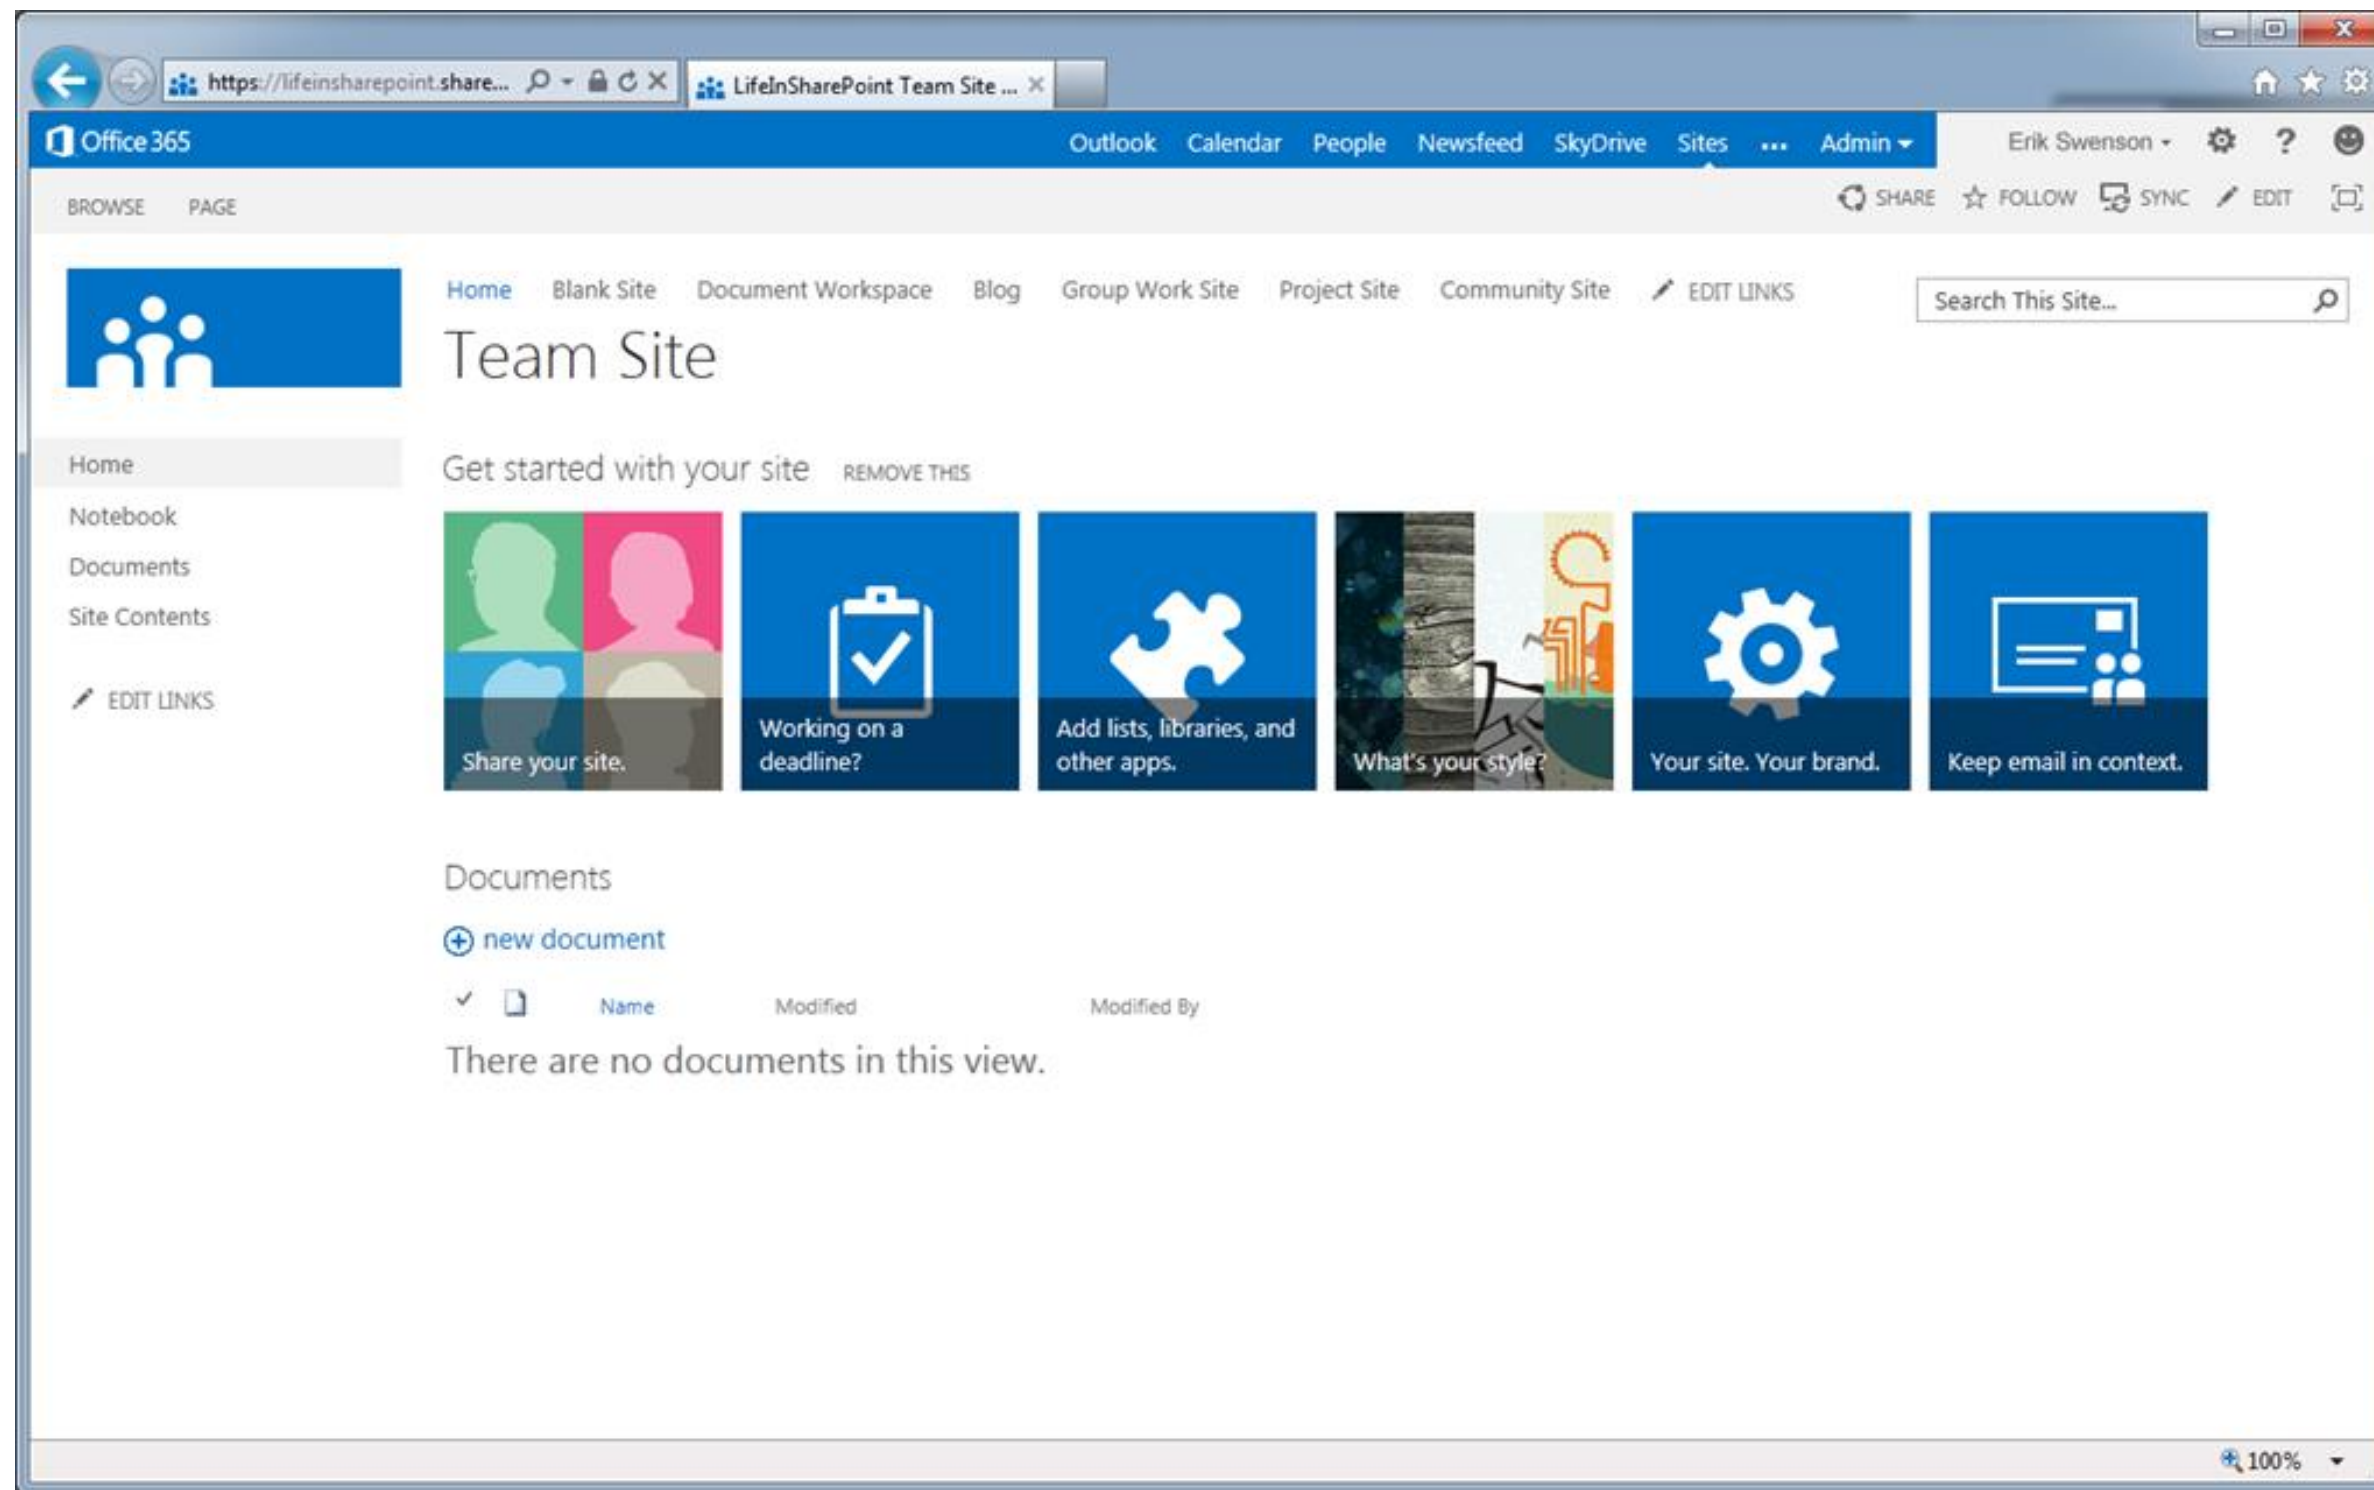 https://lifeinsharepoint.share... LifeInSharePoint Team Site ...
Office 365 Outlook Calendar People Newsfeed SkyDrive Sites ... Admin Erik Swenson ?
BROWSE PAGE SHARE FOLLOW SYNC EDIT
Home Blank Site Document Workspace Blog Group Work Site Project Site Community Site EDIT LINKS
Search This Site...
Team Site
Home
Notebook
Documents
Site Contents
EDIT LINKS
Get started with your site REMOVE THIS
Share your site.
Working on a
deadline?
Add lists, libraries, and
other apps.
What's your style?
Your site. Your brand.
Keep email in context.
Documents
new document
Name Modified Modified By
There are no documents in this view.
100%